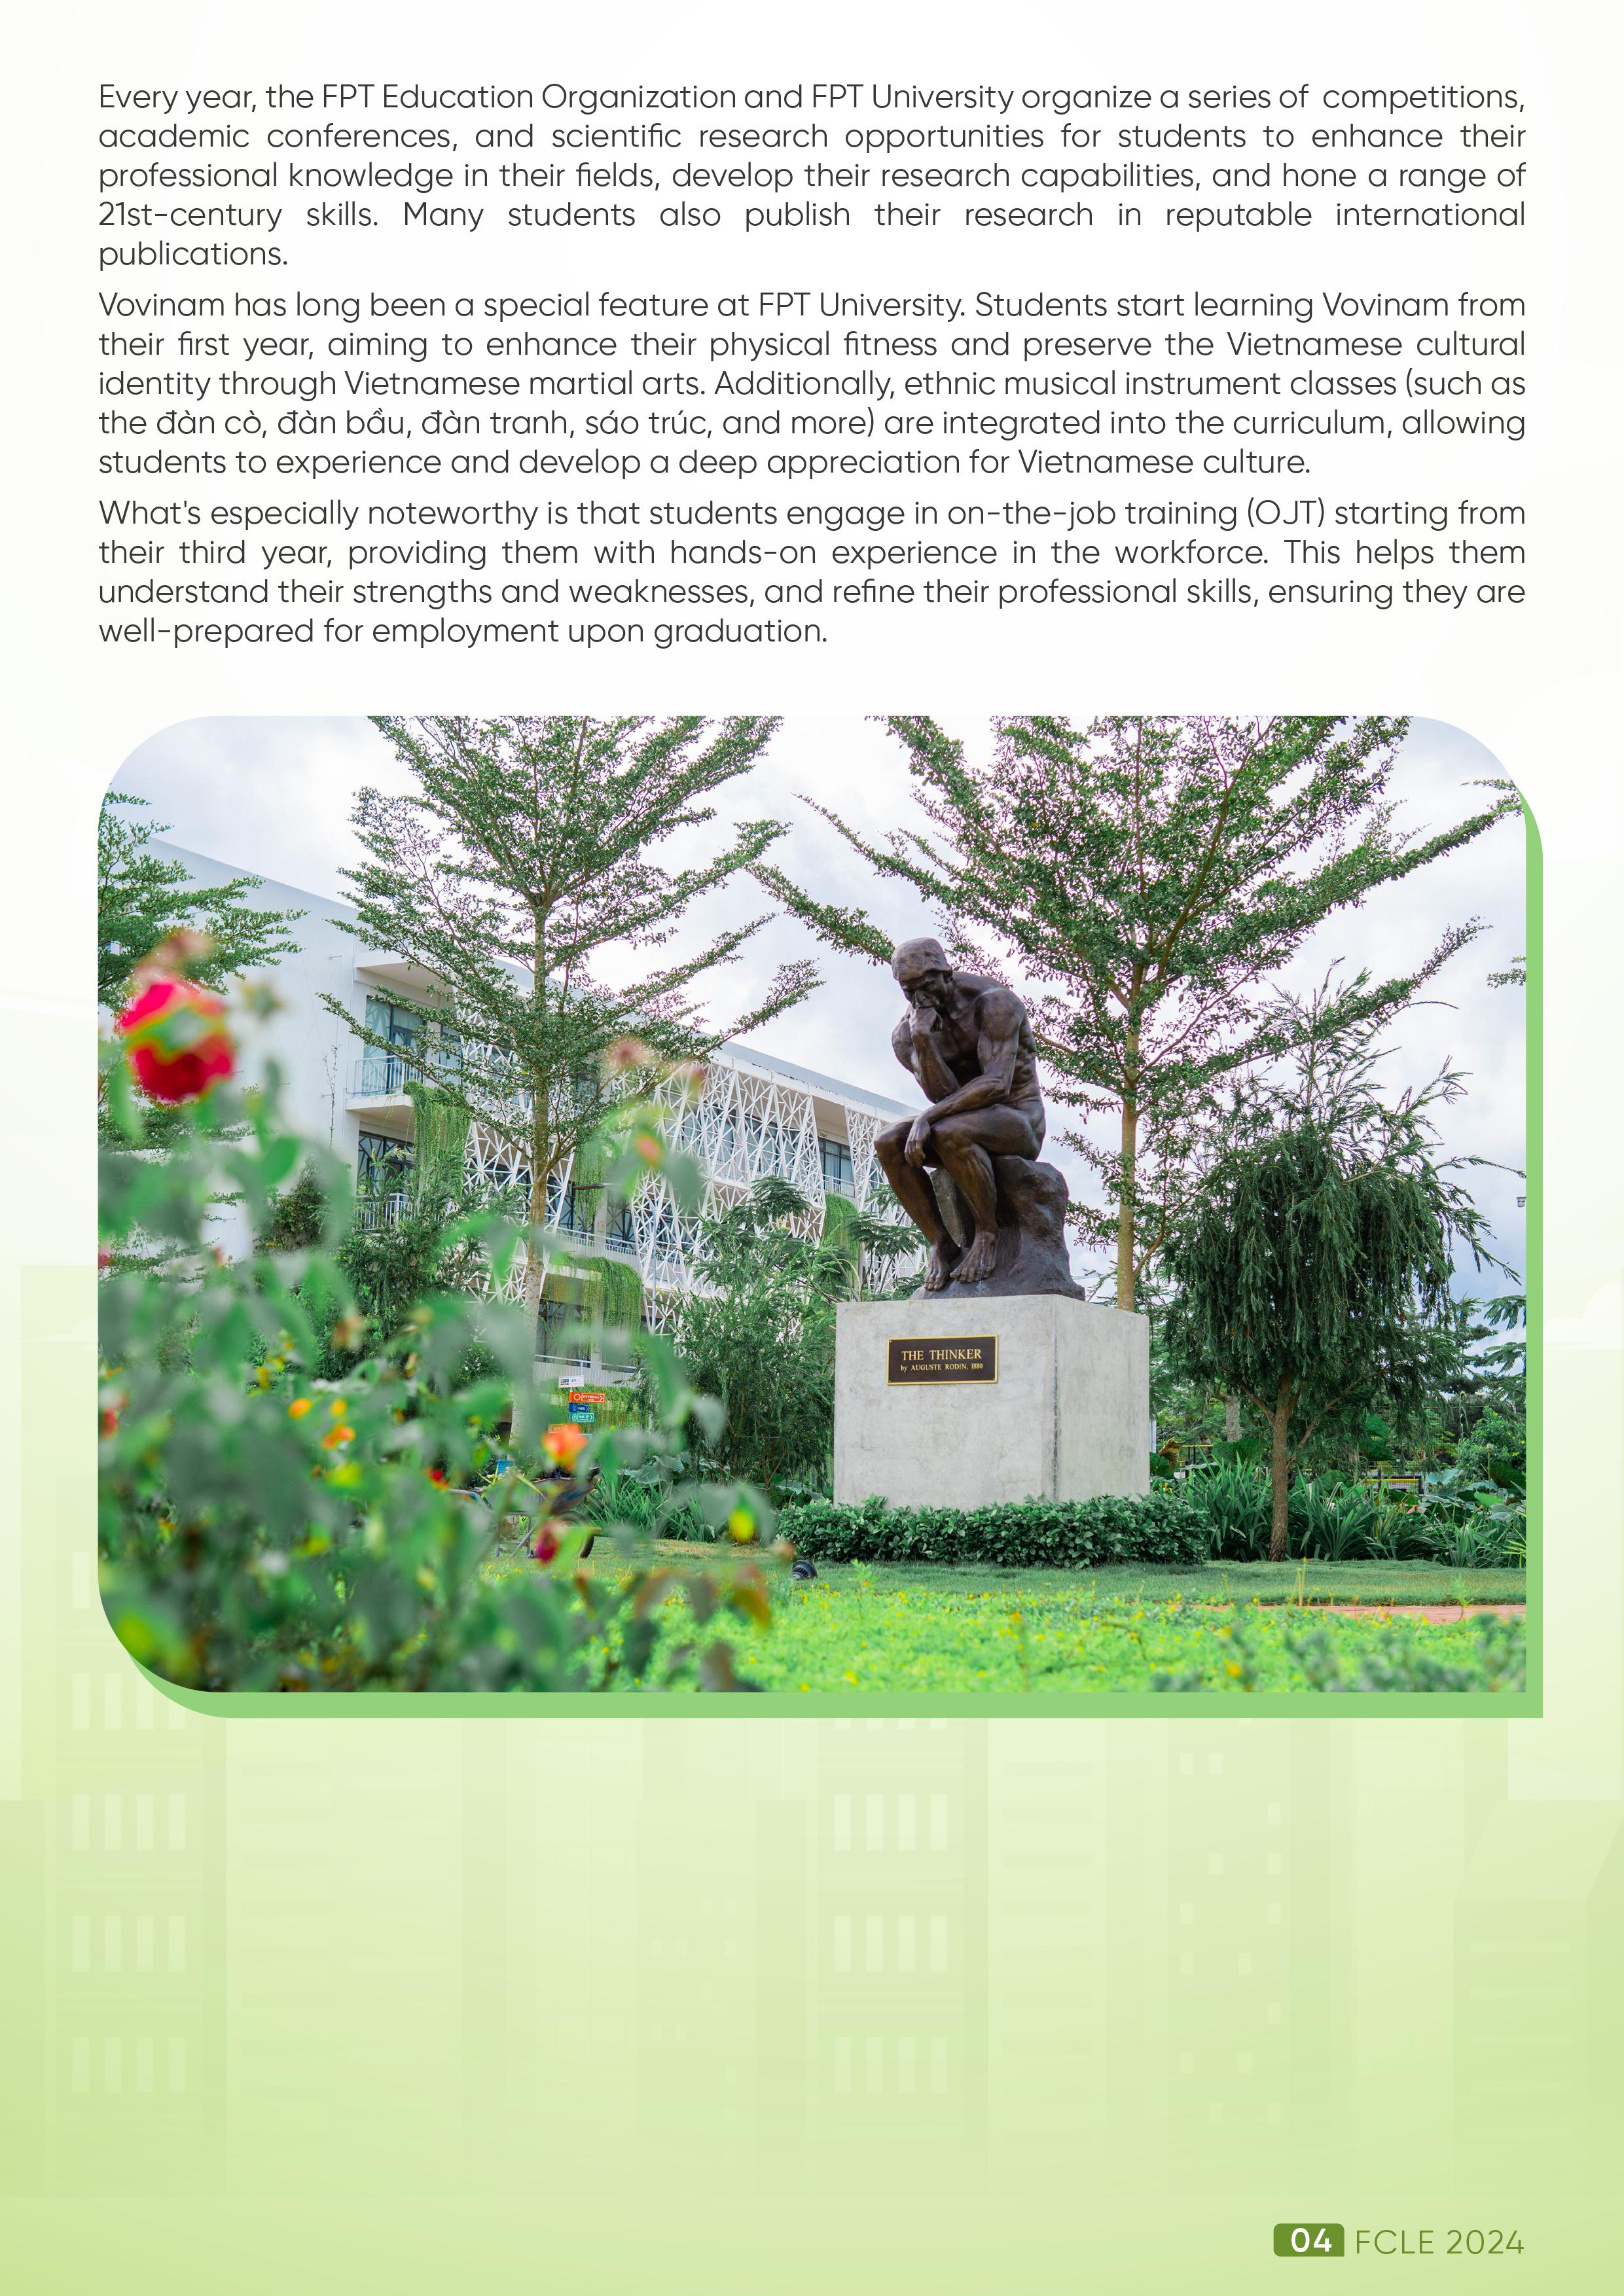 Every year, the FPT Education Organization and FPT University organize a series of competitions,
academic conferences, and scientific research opportunities for students to enhance their
professional knowledge in their fields, develop their research capabilities, and hone a range of
21st-century skills. Many students also publish their research in reputable international
publications.
Vovinam has long been a special feature at FPT University. Students start learning Vovinam from
their first year, aiming to enhance their physical fitness and preserve the Vietnamese cultural
identity through Vietnamese martial arts. Additionally, ethnic musical instrument classes (such as
the đàn cò, đàn bầu, đàn tranh, sáo trúc, and more) are integrated into the curriculum, allowing
students to experience and develop a deep appreciation for Vietnamese culture.
What's especially noteworthy is that students engage in on-the-job training (OJT) starting from
their third year, providing them with hands-on experience in the workforce. This helps them
understand their strengths and weaknesses, and refine their professional skills, ensuring they are
well-prepared for employment upon graduation.
THE THINKER
by AUGUSTE RODIN, 1880
04 FCLE 2024